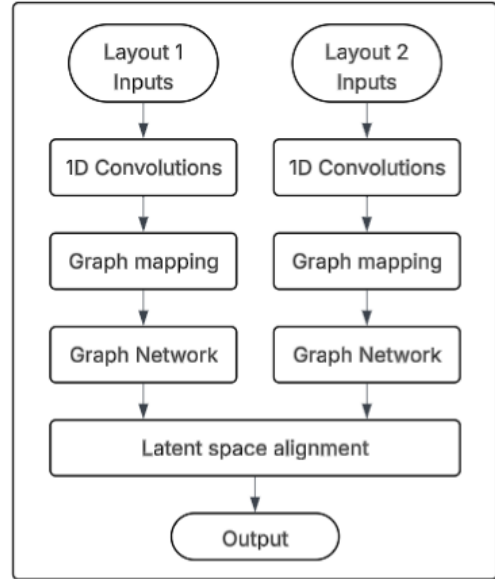 Layout 1
Inputs
Layout 2
Inputs
1D Convolutions
1D Convolutions
Graph mapping
Graph mapping
Graph Network
Graph Network
Latent space alignment
Output